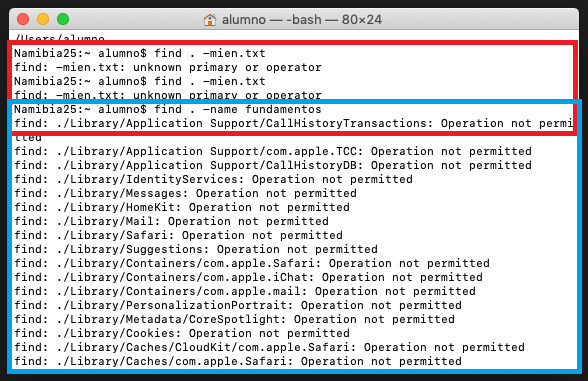 alumno — -bash — 80×24
/Users/alumno
Namibia25:~ alumno$ find . -mien.txt
find: -mien.txt: unknown primary or operator
Namibia25:~ alumno$ find . -mien.txt
find: -mien.txt: unknown primary or operator
Namibia25:~ alumno$ find . -name fundamentos
find: ./Library/Application Support/CallHistoryTransactions: Operation not permi
tted
find: ./Library/Application Support/com.apple.TCC: Operation not permitted
find: ./Library/Application Support/CallHistoryDB: Operation not permitted
find: ./Library/IdentityServices: Operation not permitted
find: ./Library/Messages: Operation not permitted
find: ./Library/HomeKit: Operation not permitted
find: ./Library/Mail: Operation not permitted
find: ./Library/Safari: Operation not permitted
find: ./Library/Suggestions: Operation not permitted
find: ./Library/Containers/com.apple.Safari: Operation not permitted
find: ./Library/Containers/com.apple.iChat: Operation not permitted
find: ./Library/Containers/com.apple.mail: Operation not permitted
find: ./Library/PersonalizationPortrait: Operation not permitted
find: ./Library/Metadata/CoreSpotlight: Operation not permitted
find: ./Library/Cookies: Operation not permitted
find: ./Library/Caches/CloudKit/com.apple.Safari: Operation not permitted
find: ./Library/Caches/com.apple.Safari: Operation not permitted